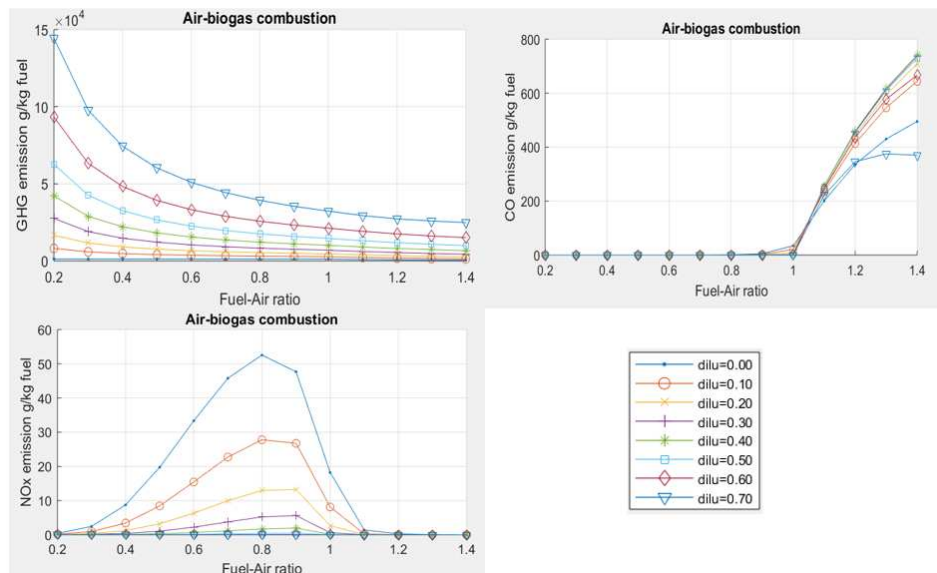 Air-biogas combustion
×10⁴
GHG emission g/kg fuel
15
10
5
0
0.2 0.4 0.6 0.8 1 1.2 1.4
Fuel-Air ratio
Air-biogas combustion
CO emission g/kg fuel
800
600
400
200
0
0.2 0.4 0.6 0.8 1 1.2 1.4
Fuel-Air ratio
Air-biogas combustion
NOx emission g/kg fuel
60
50
40
30
20
10
0
0.2 0.4 0.6 0.8 1 1.2 1.4
Fuel-Air ratio
dilu=0.00
dilu=0.10
dilu=0.20
dilu=0.30
dilu=0.40
dilu=0.50
dilu=0.60
dilu=0.70